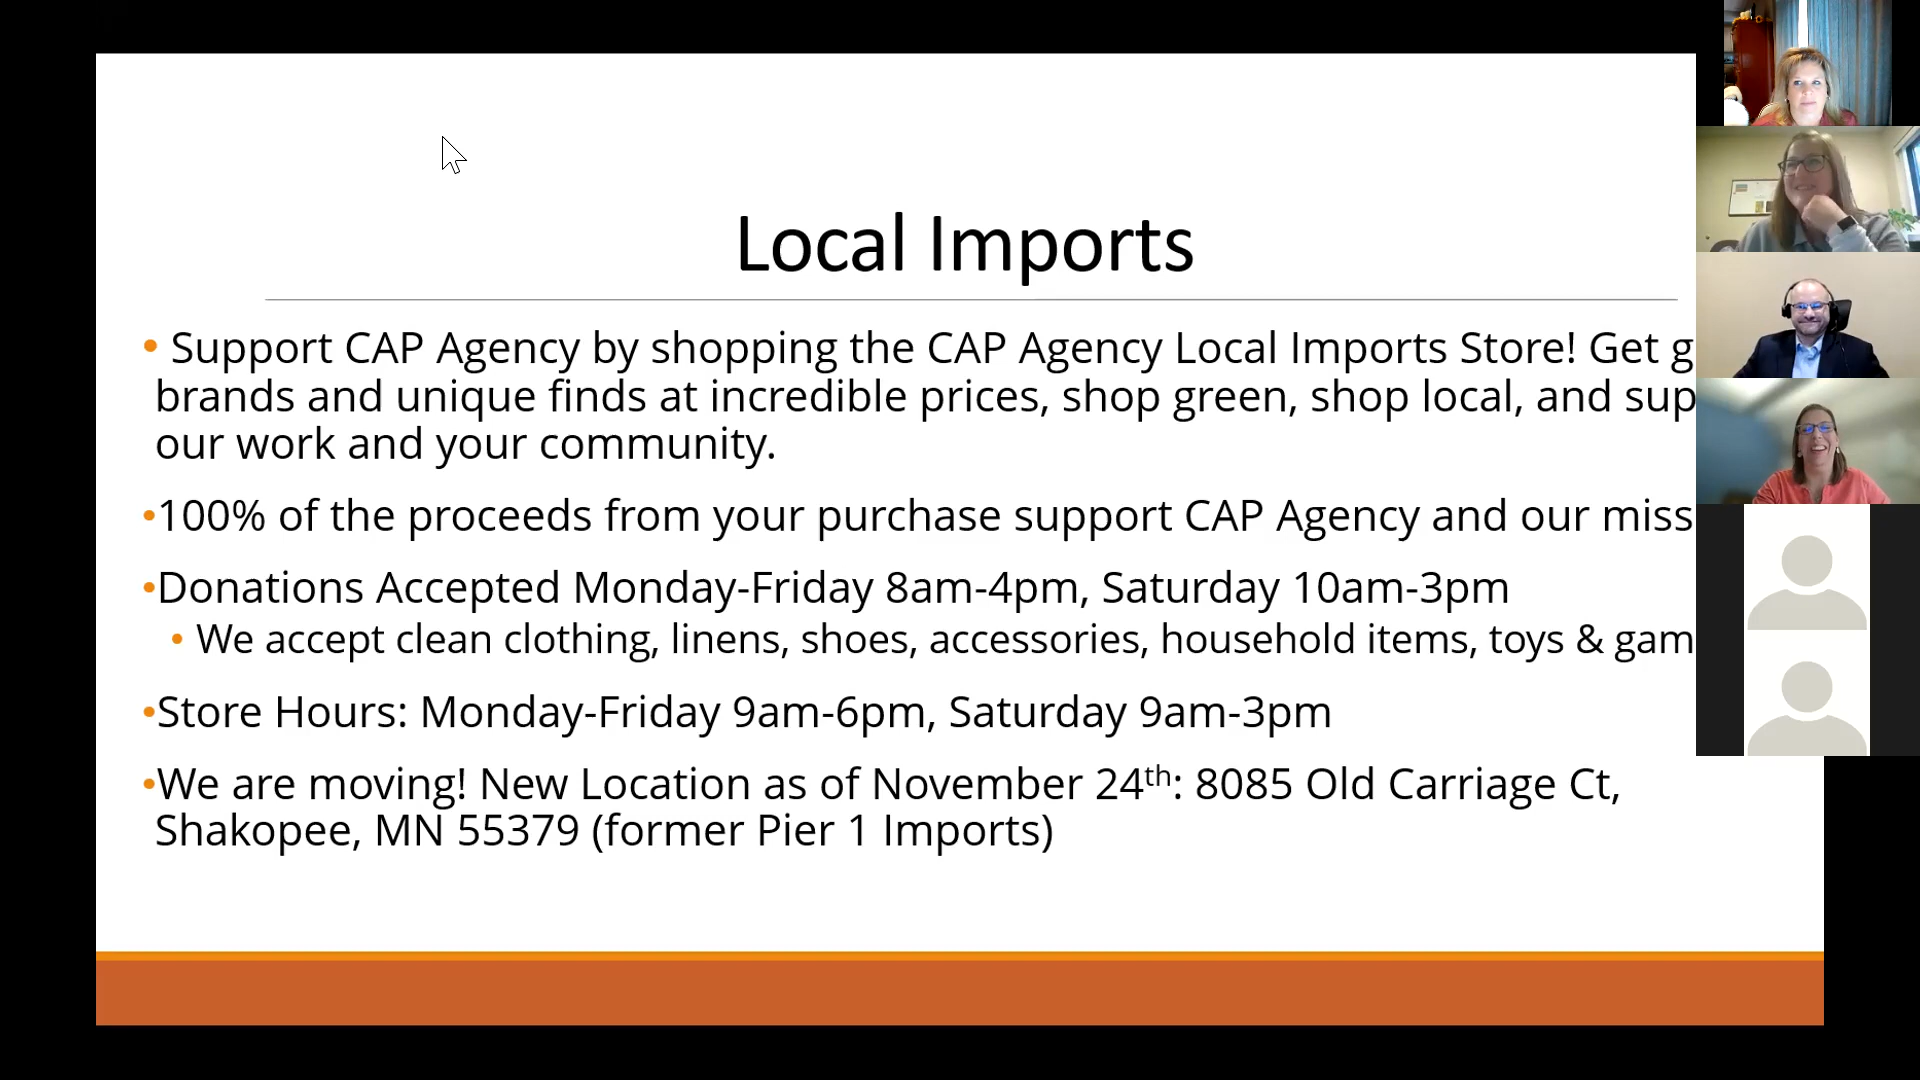 Local Imports
• Support CAP Agency by shopping the CAP Agency Local Imports Store! Get
brands and unique finds at incredible prices, shop green, shop local, and
our work and your community.
•100% of the proceeds from your purchase support CAP Agency and our
•Donations Accepted Monday-Friday 8am-4pm, Saturday 10am-3pm
• We accept clean clothing, linens, shoes, accessories, household items, toys &
•Store Hours: Monday-Friday 9am-6pm, Saturday 9am-3pm
•We are moving! New Location as of November 24th: 8085 Old Carriage Ct,
Shakopee, MN 55379 (former Pier 1 Imports)